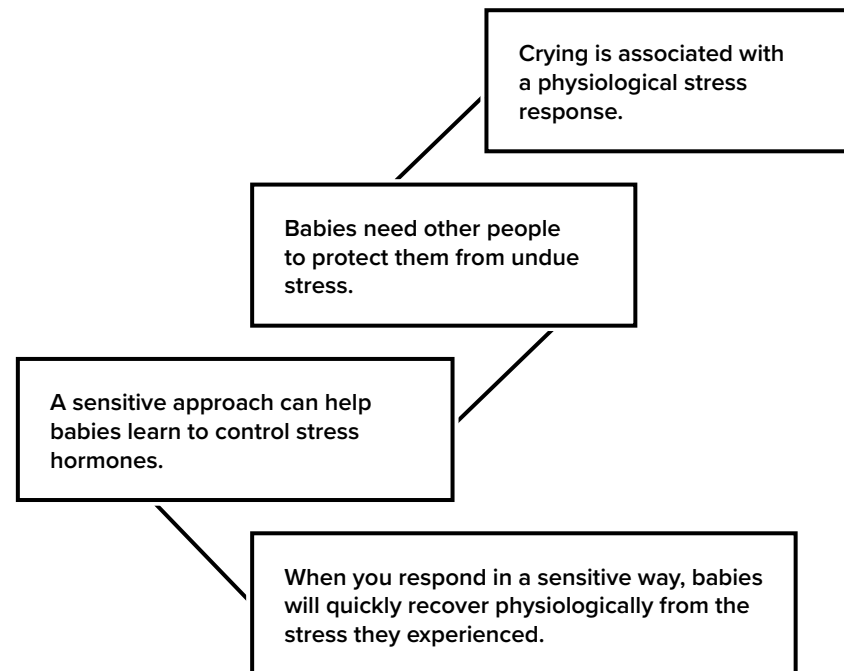 Crying is associated with
a physiological stress
response.
Babies need other people
to protect them from undue
stress.
A sensitive approach can help
babies learn to control stress
hormones.
When you respond in a sensitive way, babies
will quickly recover physiologically from the
stress they experienced.